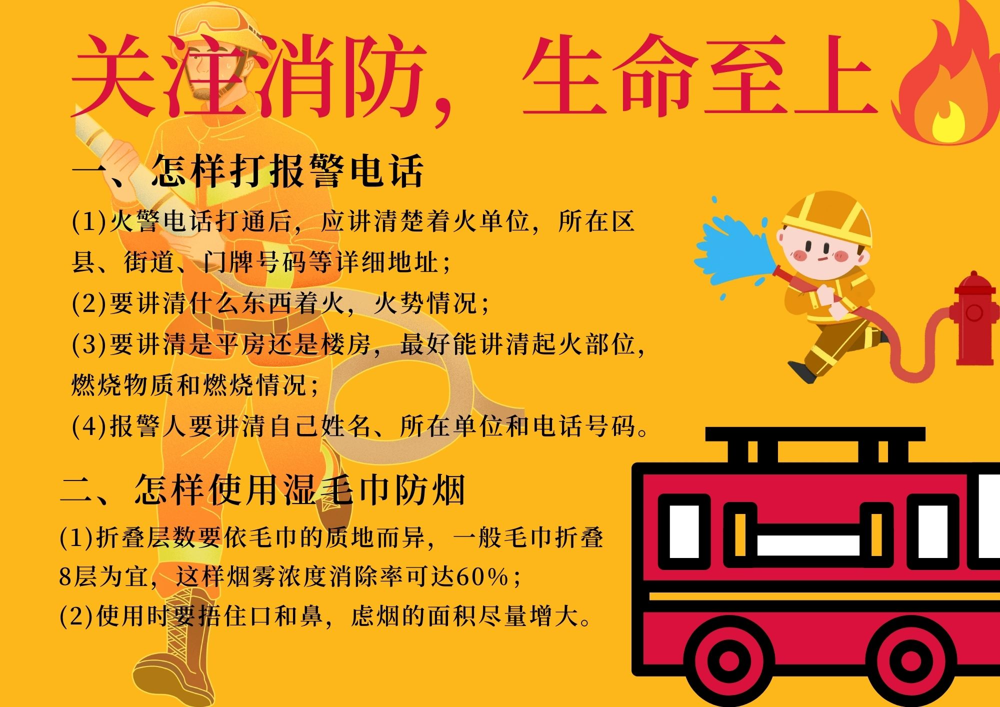 关注消防，生命至上
一、怎样打报警电话
(1)火警电话打通后，应讲清楚着火单位，所在区
县、街道、门牌号码等详细地址；
(2)要讲清什么东西着火，火势情况；
(3)要讲清是平房还是楼房，最好能讲清起火部位，
燃烧物质和燃烧情况；
(4)报警人要讲清自己姓名、所在单位和电话号码。
二、怎样使用湿毛巾防烟
(1)折叠层数要依毛巾的质地而异，一般毛巾折叠
8层为宜，这样烟雾浓度消除率可达60%；
(2)使用时要捂住口和鼻，虑烟的面积尽量增大。